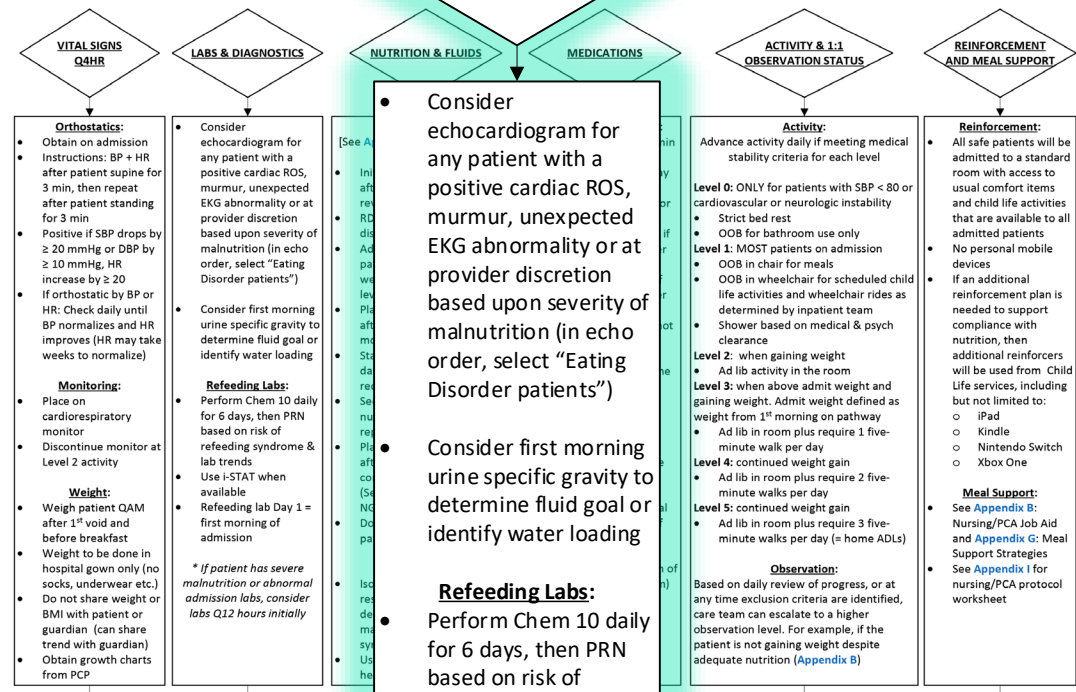 VITAL SIGNS
Q4HR
LABS & DIAGNOSTICS
NUTRITION & FLUIDS
MEDICATIONS
ACTIVITY & 1:1
OBSERVATION STATUS
REINFORCEMENT
AND MEAL SUPPORT
Orthostatics:
• Obtain on admission
• Instructions: BP + HR
after patient supine for
3 min, then repeat
after patient standing
for 3 min
• Positive if SBP drops by
≥ 20 mmHg or DBP by
≥ 10 mmHg, HR
increase by ≥ 20
• If orthostatic by BP or
HR: Check daily until
BP normalizes and HR
improves (HR may take
weeks to normalize)
Monitoring:
• Place on
cardiorespiratory
monitor
• Discontinue monitor at
Level 2 activity
Weight:
• Weigh patient QAM
after 1st void and
before breakfast
• Weight to be done in
hospital gown only (no
socks, underwear etc.)
• Do not share weight or
BMI with patient or
guardian (can share
trend with guardian)
• Obtain growth charts
from PCP
• Consider
echocardiogram for
any patient with a
positive cardiac ROS,
murmur, unexpected
EKG abnormality or at
provider discretion
based upon severity of
malnutrition (in echo
order, select “Eating
Disorder patients”)
• Consider first morning
urine specific gravity to
determine fluid goal or
identify water loading
Refeeding Labs:
• Perform Chem 10 daily
for 6 days, then PRN
based on risk of
refeeding syndrome &
lab trends
• Use i-STAT when
available
• Refeeding lab Day 1 =
first morning of
admission
* If patient has severe
malnutrition or abnormal
admission labs, consider
labs Q12 hours initially
[See
• Consider
echocardiogram for
any patient with a
positive cardiac ROS,
murmur, unexpected
EKG abnormality or at
provider discretion
based upon severity of
malnutrition (in echo
order, select “Eating
Disorder patients”)
• Consider first morning
urine specific gravity to
determine fluid goal or
identify water loading
Refeeding Labs:
• Perform Chem 10 daily
for 6 days, then PRN
based on risk of
Activity:
Advance activity daily if meeting medical
stability criteria for each level
Level 0: ONLY for patients with SBP < 80 or
cardiovascular or neurologic instability
• Strict bed rest
• OOB for bathroom use only
Level 1: MOST patients on admission
• OOB in chair for meals
• OOB in wheelchair for scheduled child
life activities and wheelchair rides as
determined by inpatient team
• Shower based on medical & psych
clearance
Level 2: when gaining weight
• Ad lib activity in the room
Level 3: when above admit weight and
gaining weight. Admit weight defined as
weight from 1st morning on pathway
• Ad lib in room plus require 1 five-
minute walk per day
Level 4: continued weight gain
• Ad lib in room plus require 2 five-
minute walks per day
Level 5: continued weight gain
• Ad lib in room plus require 3 five-
minute walks per day (= home ADLs)
Observation:
Based on daily review of progress, or at
any time exclusion criteria are identified,
care team can escalate to a higher
observation level. For example, if the
patient is not gaining weight despite
adequate nutrition (Appendix B)
Reinforcement:
• All safe patients will be
admitted to a standard
room with access to
usual comfort items
and child life activities
that are available to all
admitted patients
• No personal mobile
devices
• If an additional
reinforcement plan is
needed to support
compliance with
nutrition, then
additional reinforcers
will be used from Child
Life services, including
but not limited to:
o iPad
o Kindle
o Nintendo Switch
o Xbox One
Meal Support:
• See Appendix B:
Nursing/PCA Job Aid
and Appendix G: Meal
Support Strategies
• See Appendix I for
nursing/PCA protocol
worksheet